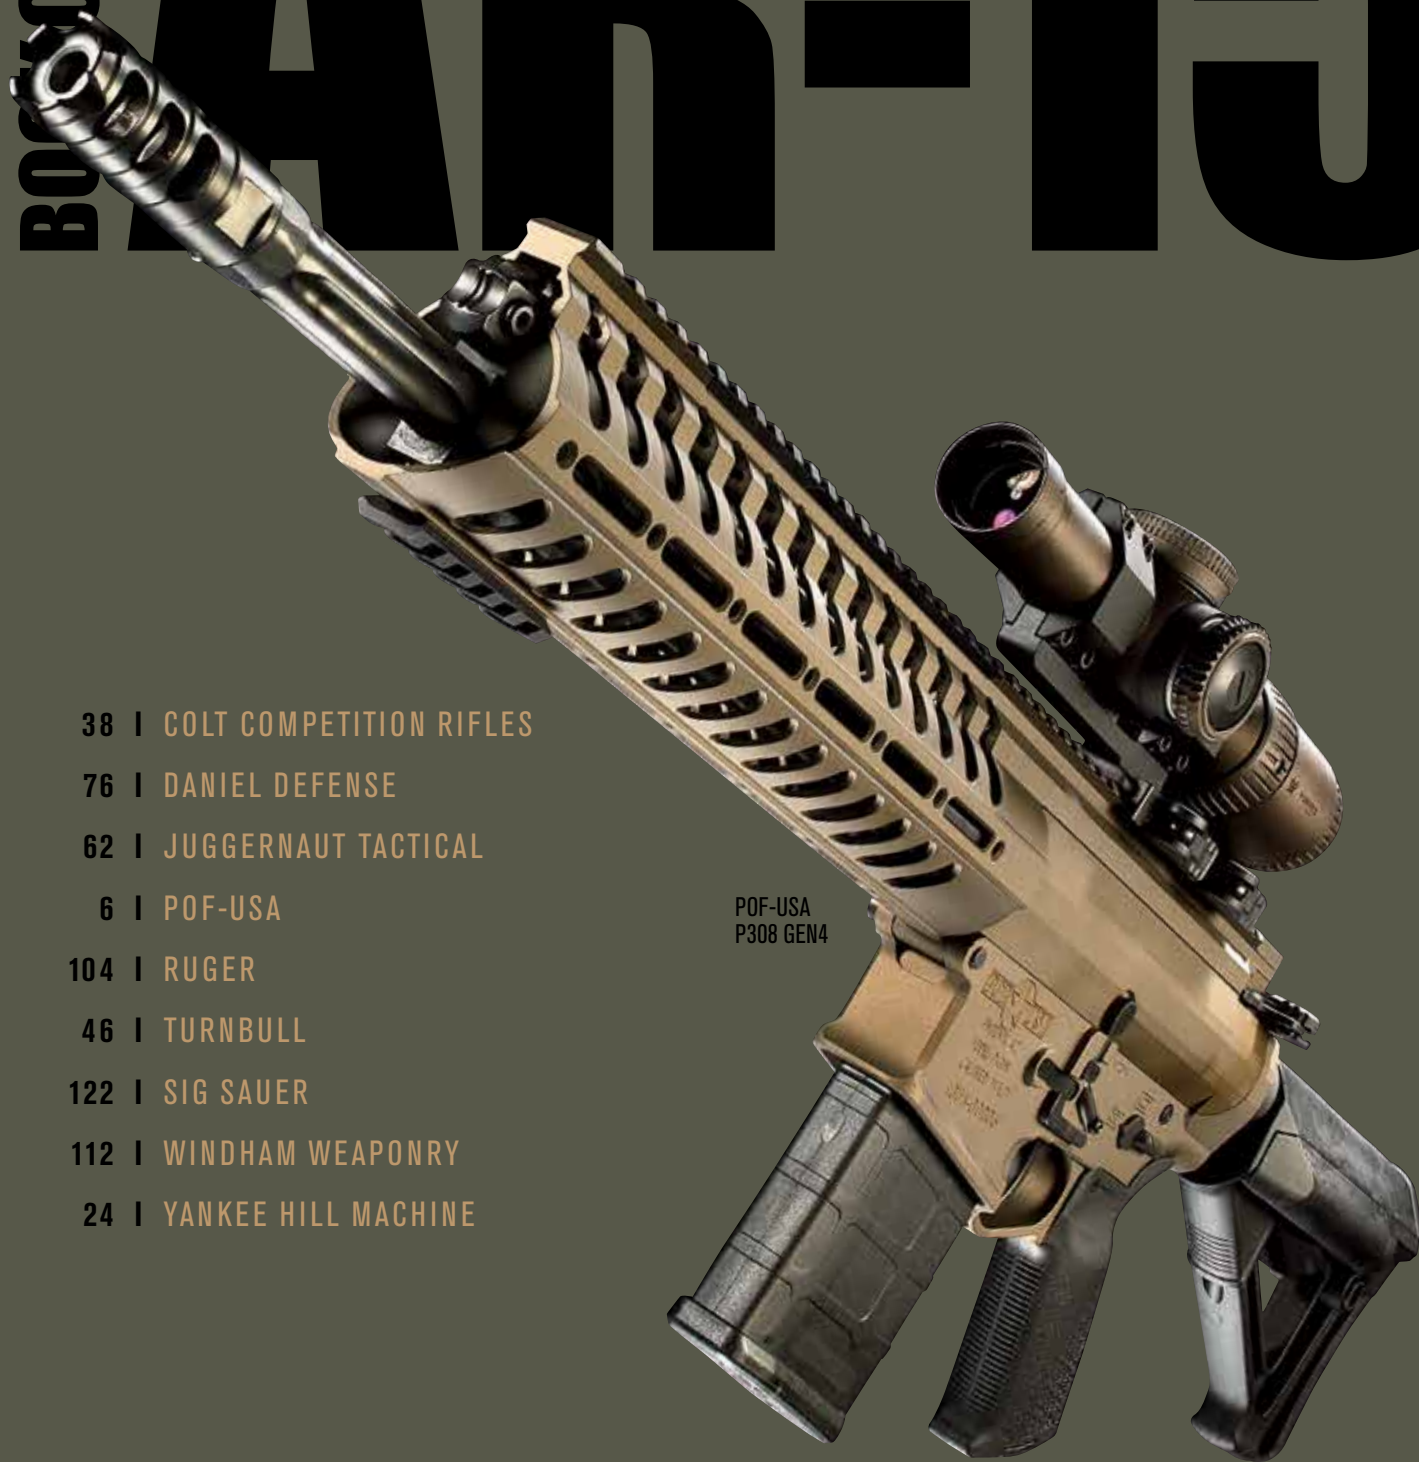 AR-15
38 | COLT COMPETITION RIFLES
76 | DANIEL DEFENSE
62 | JUGGERNAUT TACTICAL
6 | POF-USA
104 | RUGER
46 | TURNBULL
122 | SIG SAUER
112 | WINDHAM WEAPONRY
24 | YANKEE HILL MACHINE
POF-USA
P308 GEN4